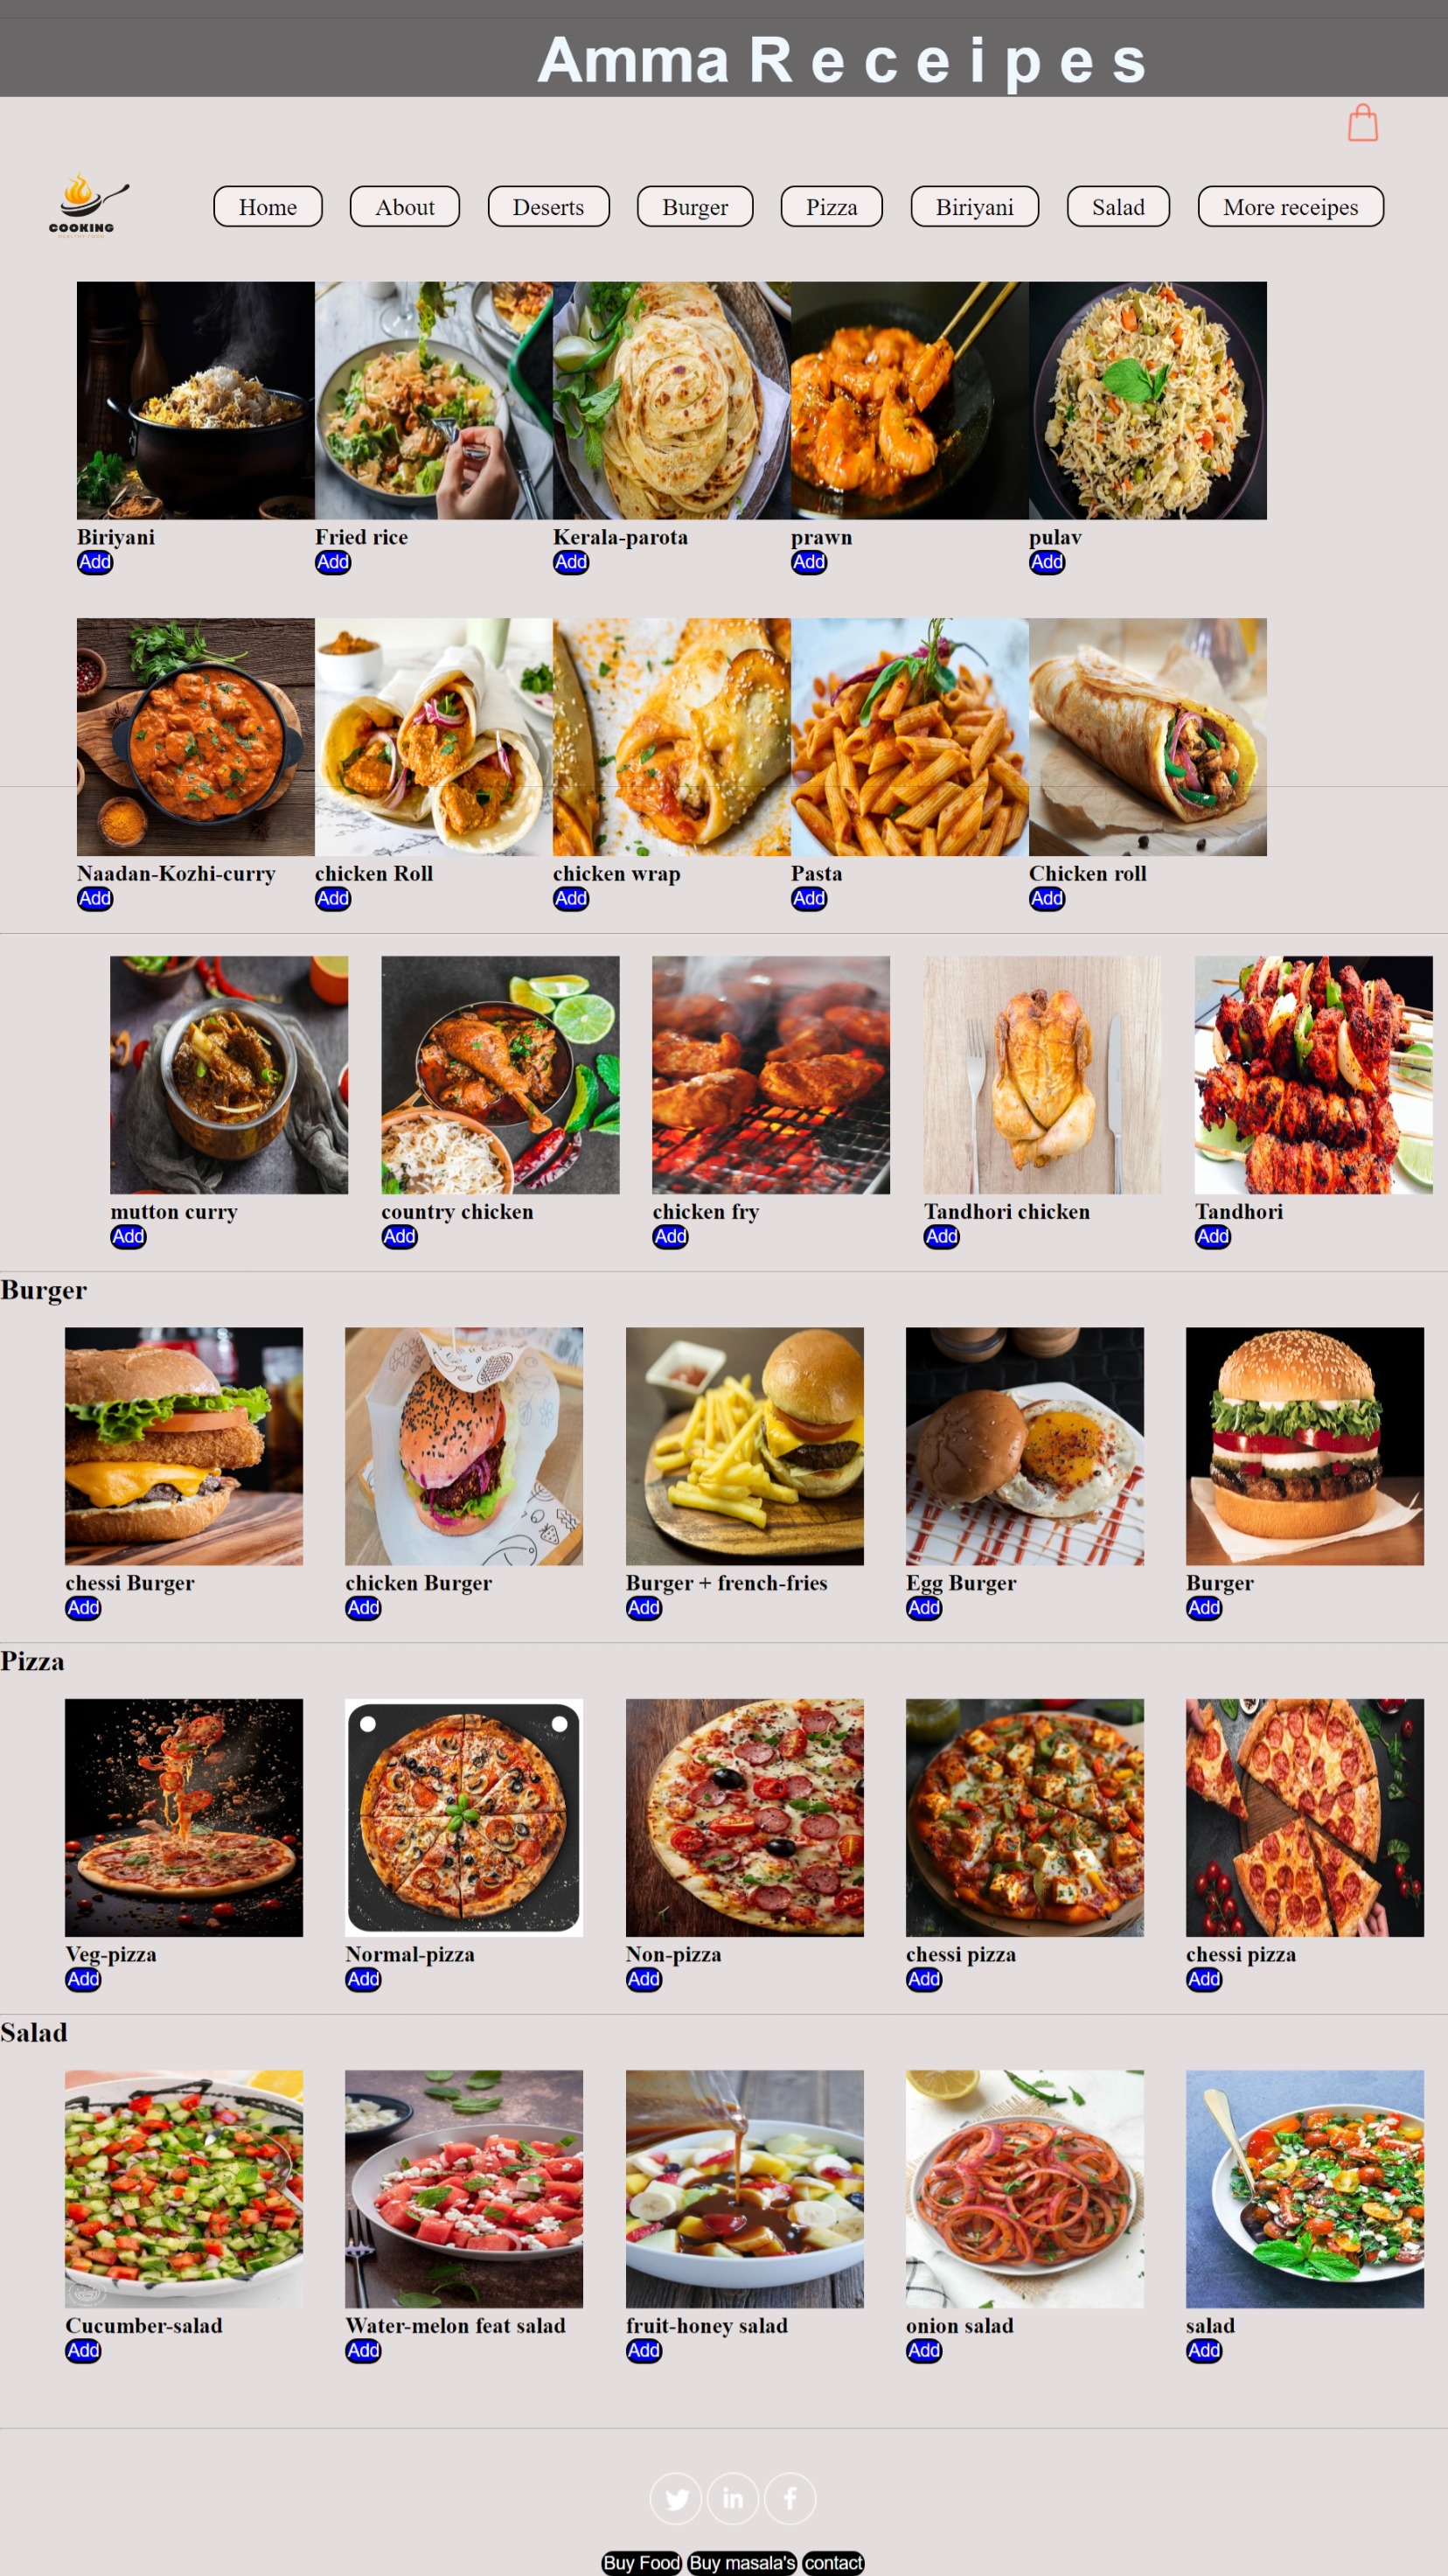 Amma R e c e i p e s
COOKING
HEALTHY FOOD
Home About Deserts Burger Pizza Biriyani Salad More receipes
Biriyani Fried rice Kerala-parota prawn pulav
Add Add Add Add Add
Naadan-Kozhi-curry chicken Roll chicken wrap Pasta Chicken roll
Add Add Add Add Add
mutton curry country chicken chicken fry Tandhori chicken Tandhori
Add Add Add Add Add
Burger
chessi Burger chicken Burger Burger + french-fries Egg Burger Burger
Add Add Add Add Add
Pizza
Veg-pizza Normal-pizza Non-pizza chessi pizza chessi pizza
Add Add Add Add Add
Salad
Cucumber-salad Water-melon feat salad fruit-honey salad onion salad salad
Add Add Add Add Add
in f
Buy Food Buy masala's contact